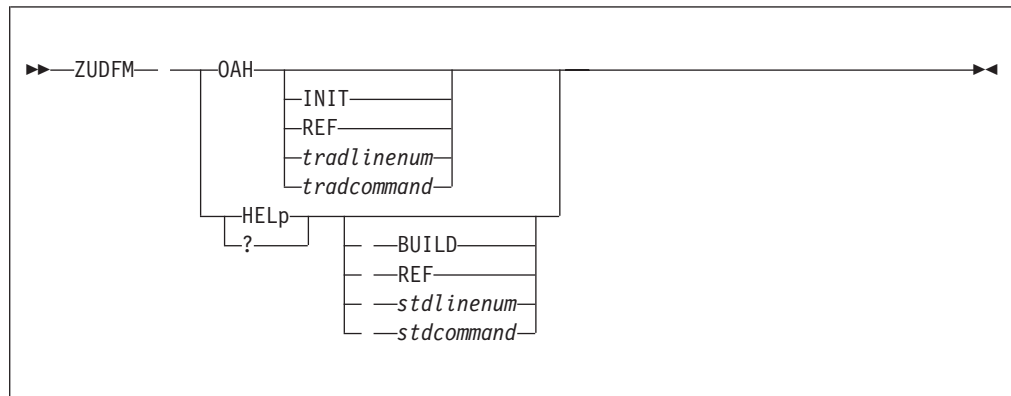 ZUDFM OAH
INIT
REF
tradlinenum
tradcommand
HELp
?
BUILD
REF
stdlinenum
stdcommand